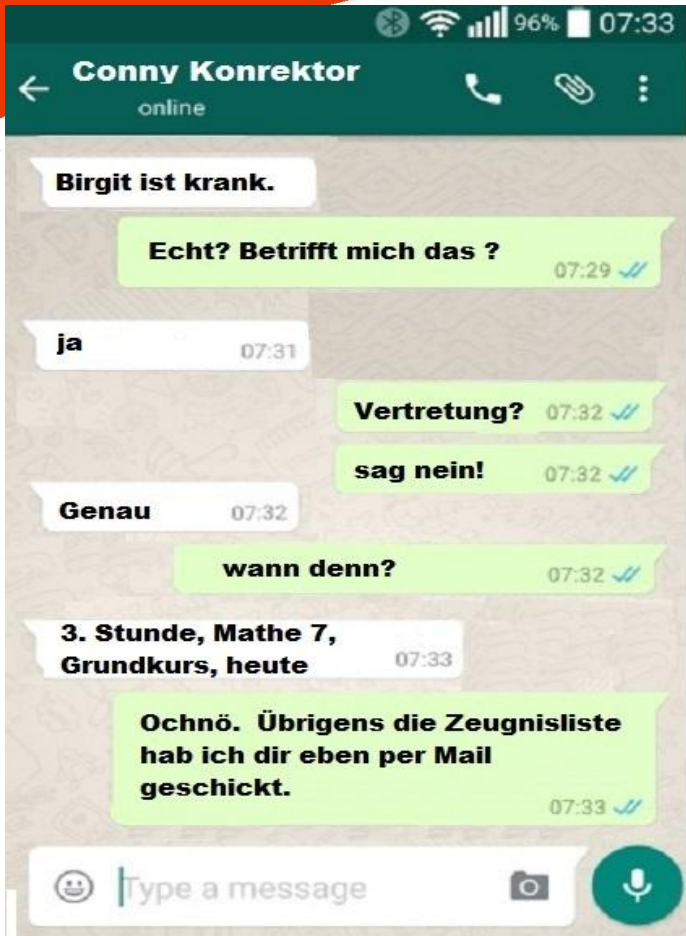 96% 07:33
Conny Konrektor
online
Birgit ist krank.
Echt? Betrifft mich das ?
07:29
ja
07:31
Vertretung? 07:32
sag nein! 07:32
Genau 07:32
wann denn? 07:32
3. Stunde, Mathe 7,
Grundkurs, heute 07:33
Ochnö. Übrigens die Zeugnisliste
hab ich dir eben per Mail
geschickt.
07:33
Type a message